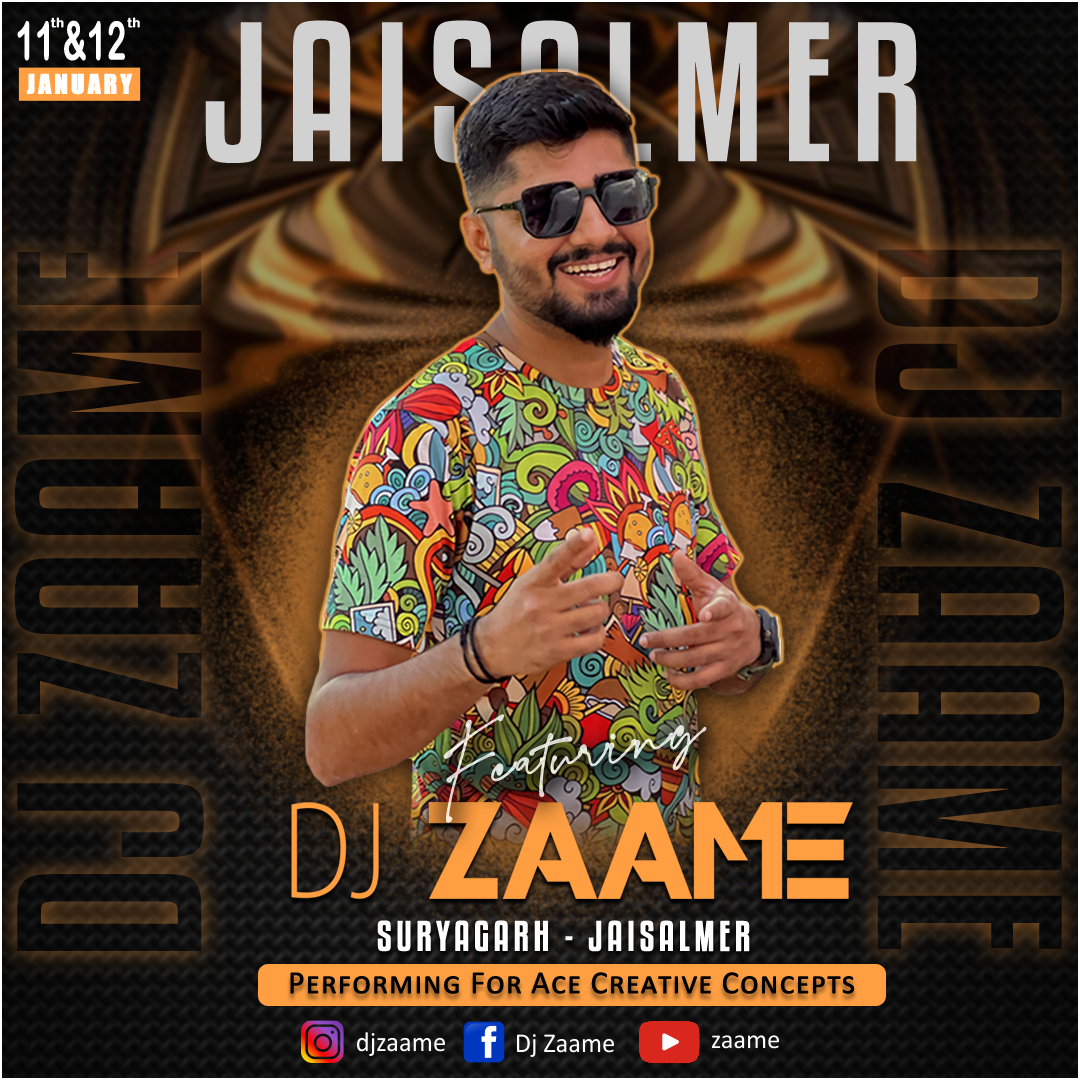 11th & 12th
JANUARY
JAISALMER
DJ ZAAME
DJ ZAAME
Featuring
DJ ZAAME
SURYAGARH - JAISALMER
PERFORMING FOR ACE CREATIVE CONCEPTS
djzaame
Dj Zaame
zaame